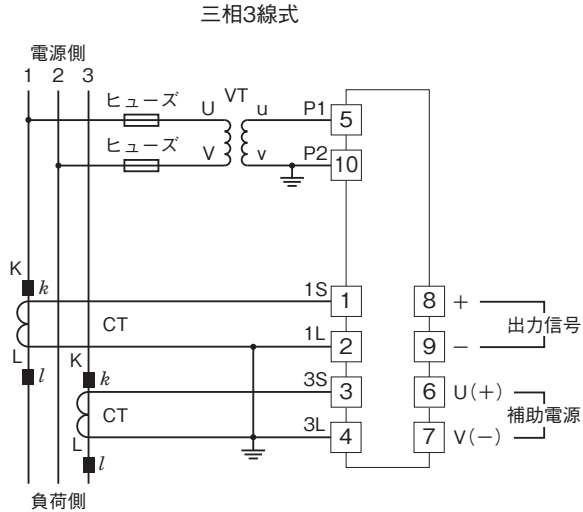 三相3線式
電源側
1 2 3
ヒューズ
U VT u P1 5
ヒューズ
V v P2 10
K k
1S 1 8 +
CT
出力信号
L 1L 2 9 −
l
K k 3S 3 6 U(+)
CT
補助電源
L 3L 4 7 V(−)
l
負荷側